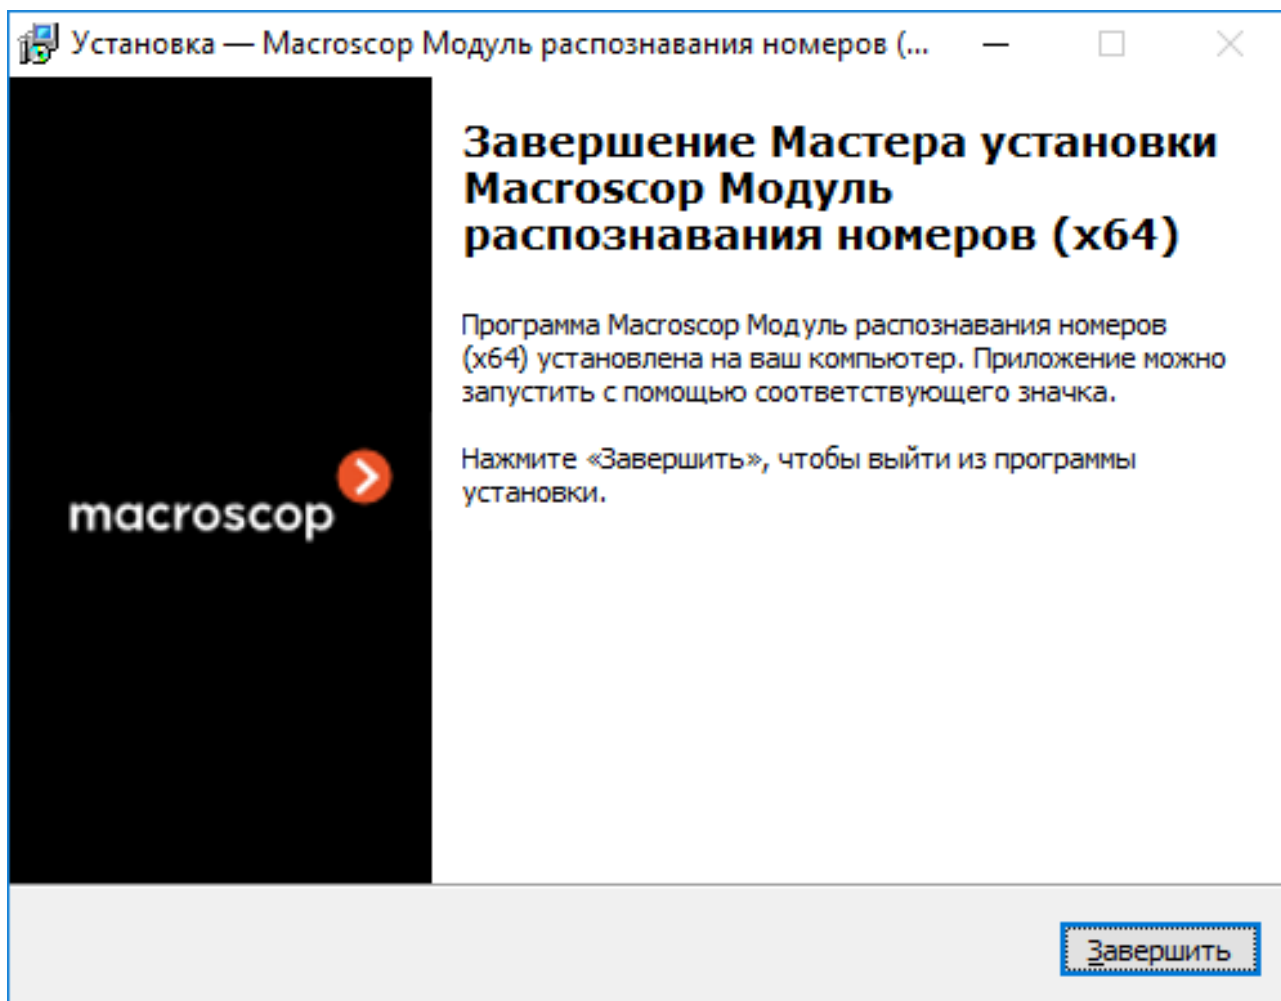 Установка — Macroscop Модуль распознавания номеров (...
Завершение Мастера установки
Macroscop Модуль
распознавания номеров (x64)
Программа Macroscop Модуль распознавания номеров
(x64) установлена на ваш компьютер. Приложение можно
запустить с помощью соответствующего значка.
Нажмите «Завершить», чтобы выйти из программы
установки.
macroscop
Завершить